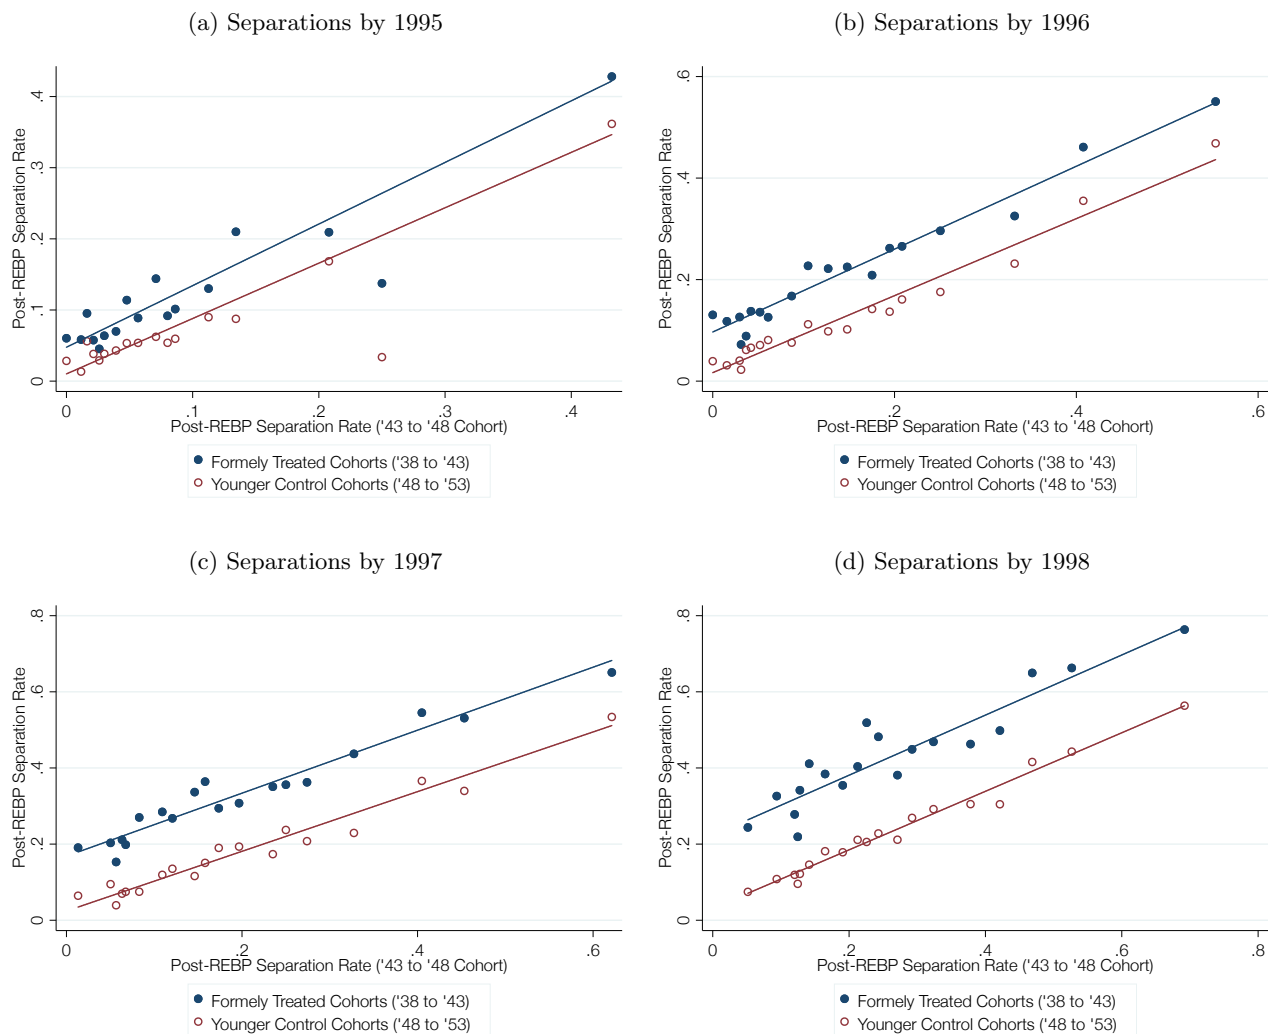 (a) Separations by 1995
Post-REBP Separation Rate
0 .1 .2 .3 .4
0 .1 .2 .3 .4
Post-REBP Separation Rate ('43 to '48 Cohort)
Formely Treated Cohorts ('38 to '43)
Younger Control Cohorts ('48 to '53)
(b) Separations by 1996
Post-REBP Separation Rate
0 .2 .4 .6
0 .2 .4 .6
Post-REBP Separation Rate ('43 to '48 Cohort)
Formely Treated Cohorts ('38 to '43)
Younger Control Cohorts ('48 to '53)
(c) Separations by 1997
Post-REBP Separation Rate
0 .2 .4 .6 .8
0 .2 .4 .6
Post-REBP Separation Rate ('43 to '48 Cohort)
Formely Treated Cohorts ('38 to '43)
Younger Control Cohorts ('48 to '53)
(d) Separations by 1998
Post-REBP Separation Rate
0 .2 .4 .6 .8
0 .2 .4 .6 .8
Post-REBP Separation Rate ('43 to '48 Cohort)
Formely Treated Cohorts ('38 to '43)
Younger Control Cohorts ('48 to '53)